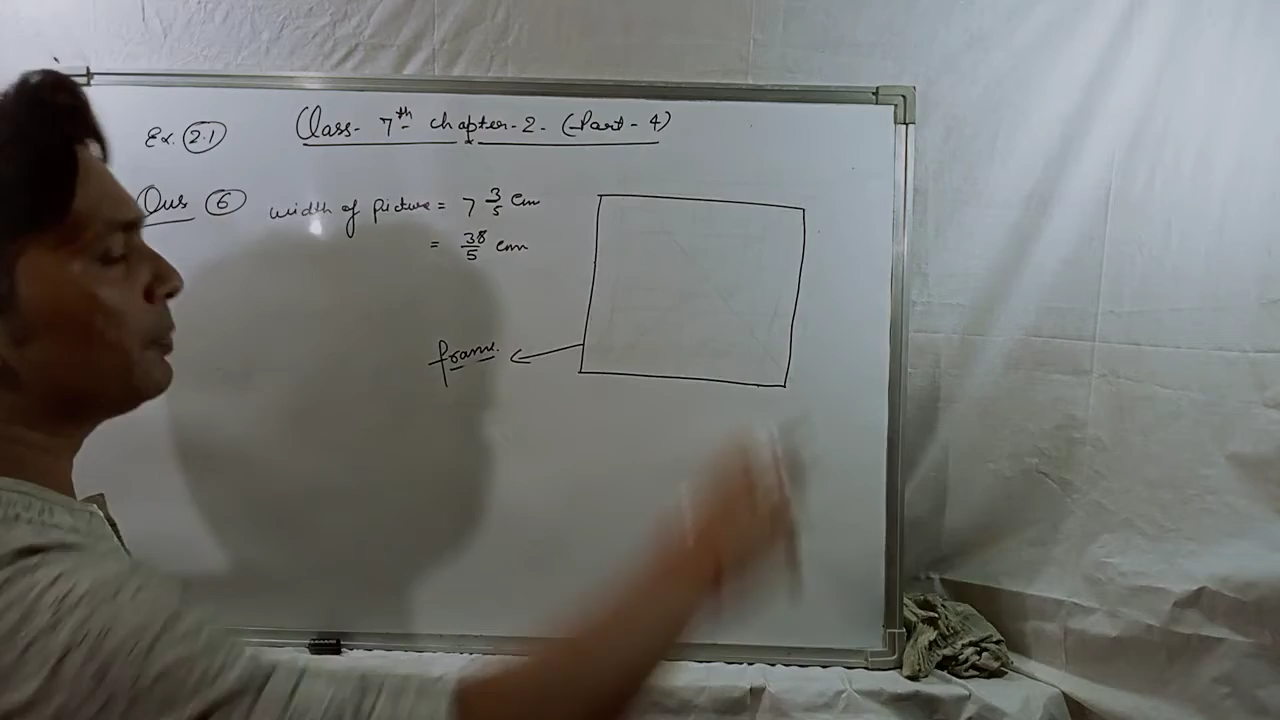 Ex. 2.1
Class- 7th chapter-2- (Part-4)
Ques 6
width of picture = 7 3/5 cm
= 38/5 cm
frame.